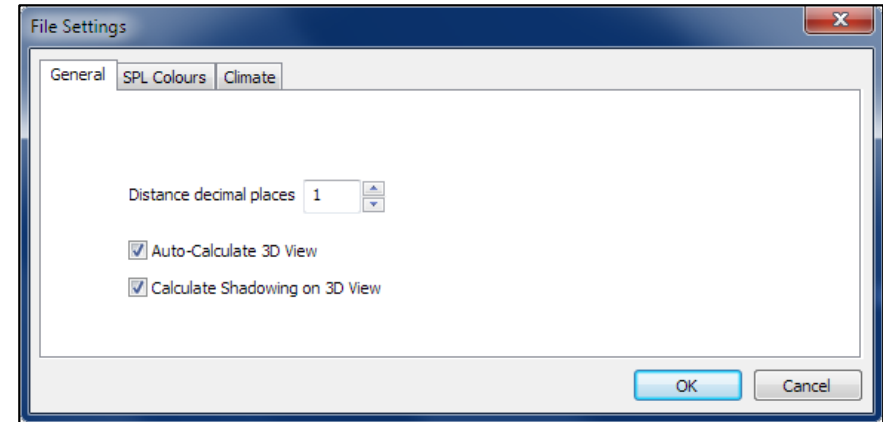 File Settings
General SPL Colours Climate
Distance decimal places 1
Auto-Calculate 3D View
Calculate Shadowing on 3D View
OK Cancel